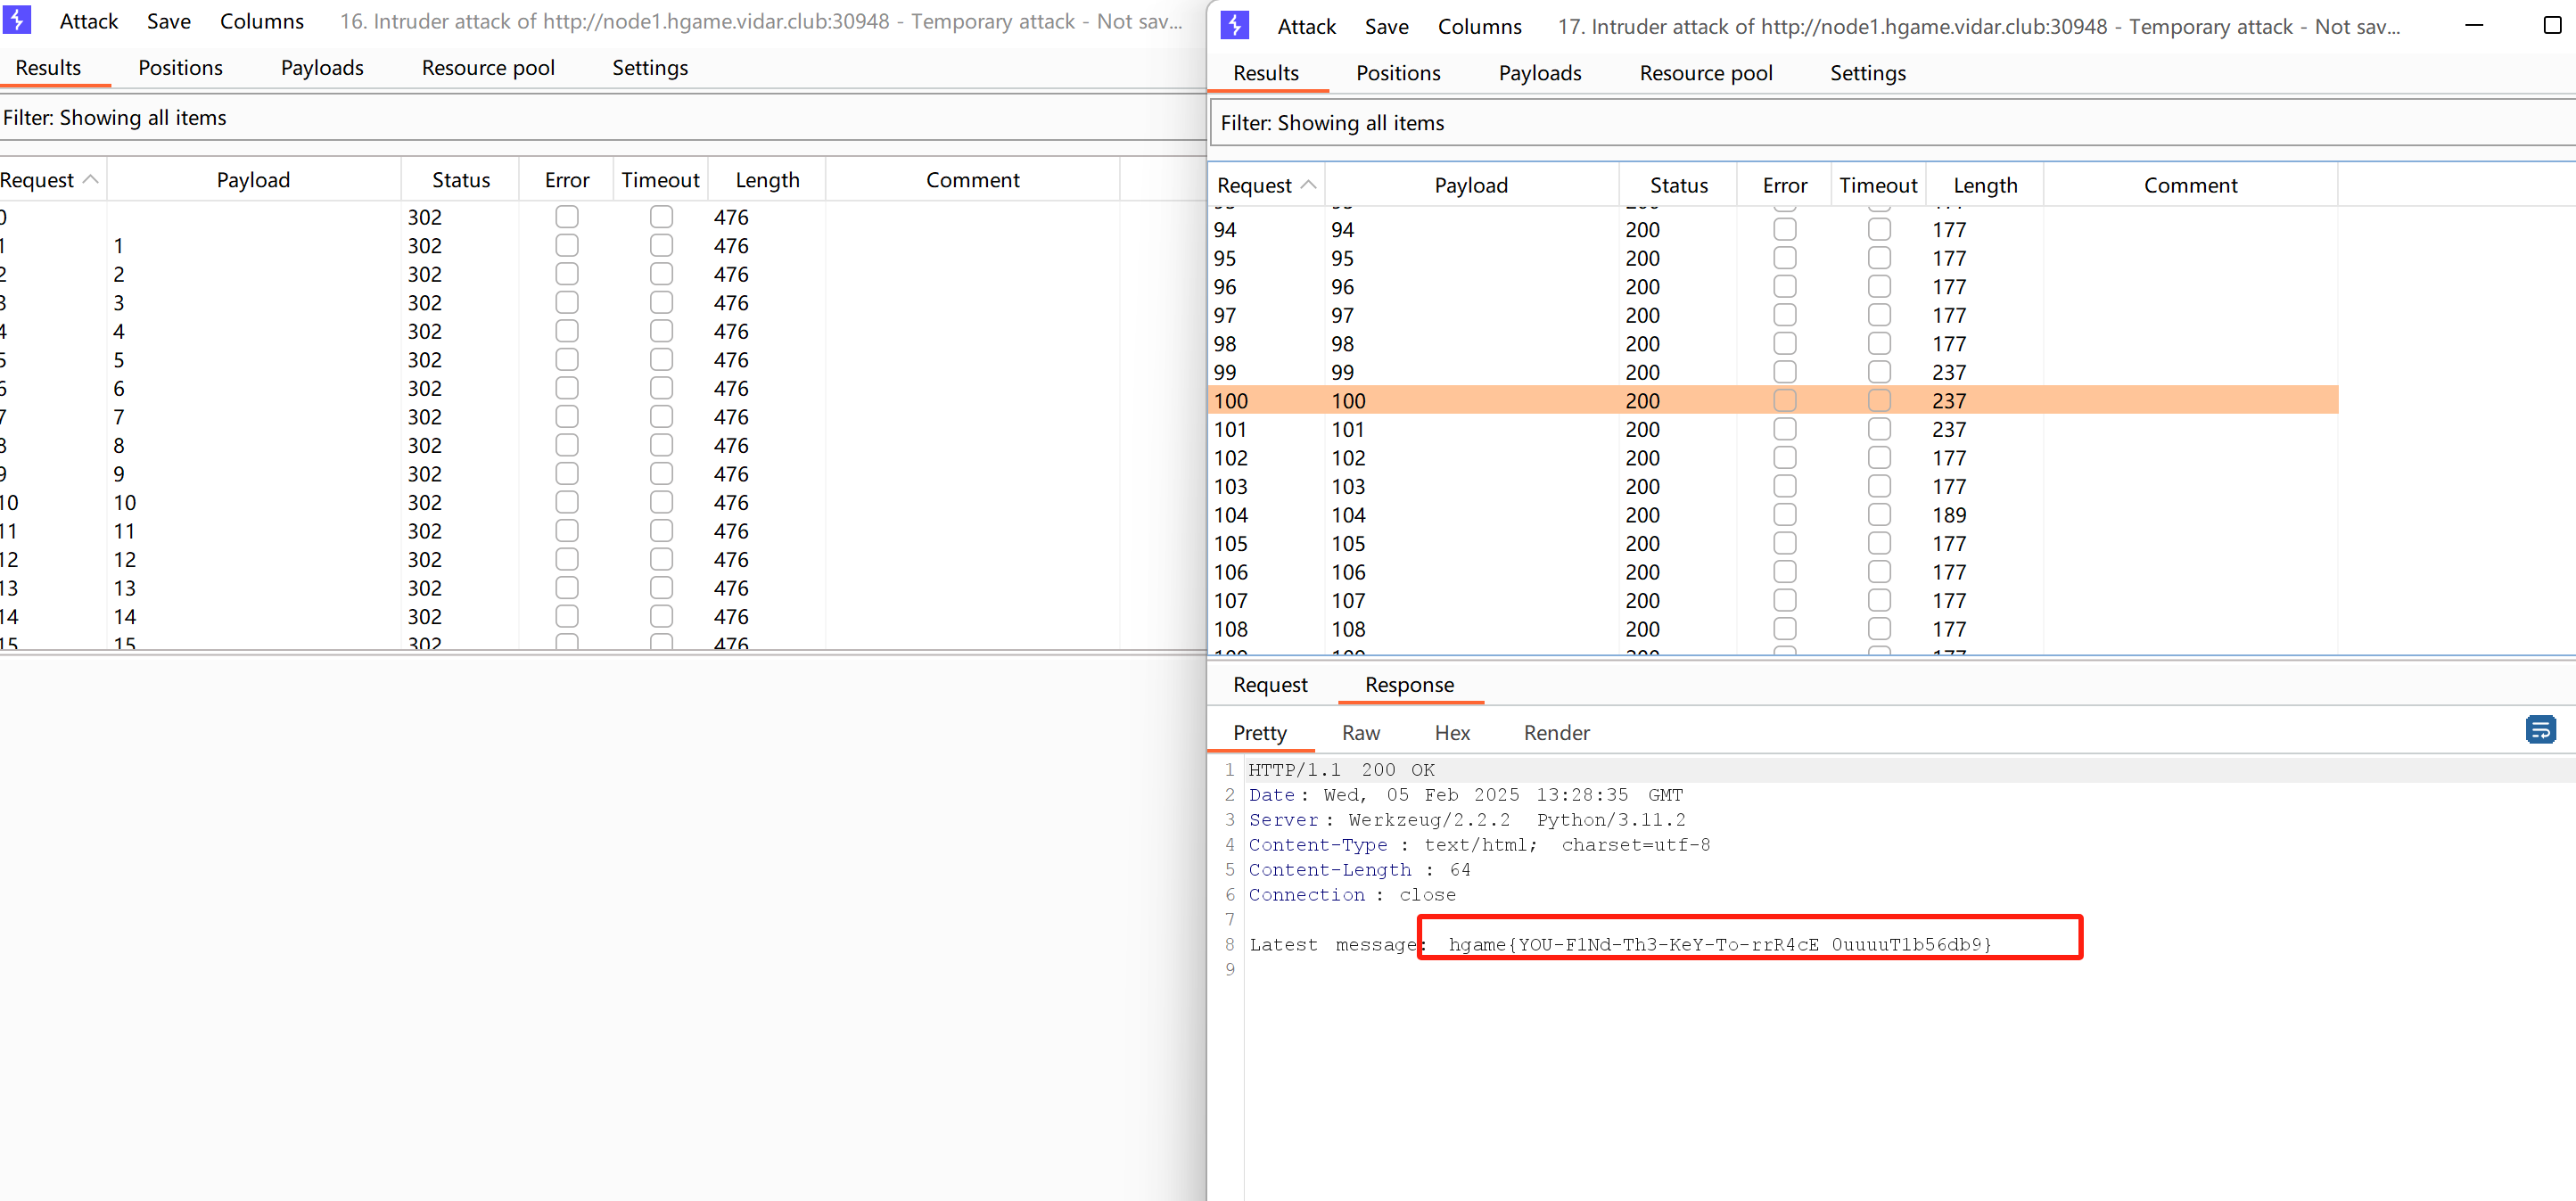 Attack Save Columns 16. Intruder attack of http://node1.hgame.vidar.club:30948 - Temporary attack - Not sav...
Results Positions Payloads Resource pool Settings
Filter: Showing all items
Request Payload Status Error Timeout Length Comment
0 302 476
1 1 302 476
2 2 302 476
3 3 302 476
4 4 302 476
5 5 302 476
6 6 302 476
7 7 302 476
8 8 302 476
9 9 302 476
10 10 302 476
11 11 302 476
12 12 302 476
13 13 302 476
14 14 302 476
15 15 302 476
Attack Save Columns 17. Intruder attack of http://node1.hgame.vidar.club:30948 - Temporary attack - Not sav...
Results Positions Payloads Resource pool Settings
Filter: Showing all items
Request Payload Status Error Timeout Length Comment
93 93 200 177
94 94 200 177
95 95 200 177
96 96 200 177
97 97 200 177
98 98 200 177
99 99 200 237
100 100 200 237
101 101 200 237
102 102 200 177
103 103 200 177
104 104 200 189
105 105 200 177
106 106 200 177
107 107 200 177
108 108 200 177
109 109 200 177
Request Response
Pretty Raw Hex Render
1 HTTP/1.1 200 OK
2 Date: Wed, 05 Feb 2025 13:28:35 GMT
3 Server: Werkzeug/2.2.2 Python/3.11.2
4 Content-Type: text/html; charset=utf-8
5 Content-Length: 64
6 Connection: close
7
8 Latest message: hgame{YOU-F1Nd-Th3-KeY-To-rrR4cE_0uuuuT1b56db9}
9